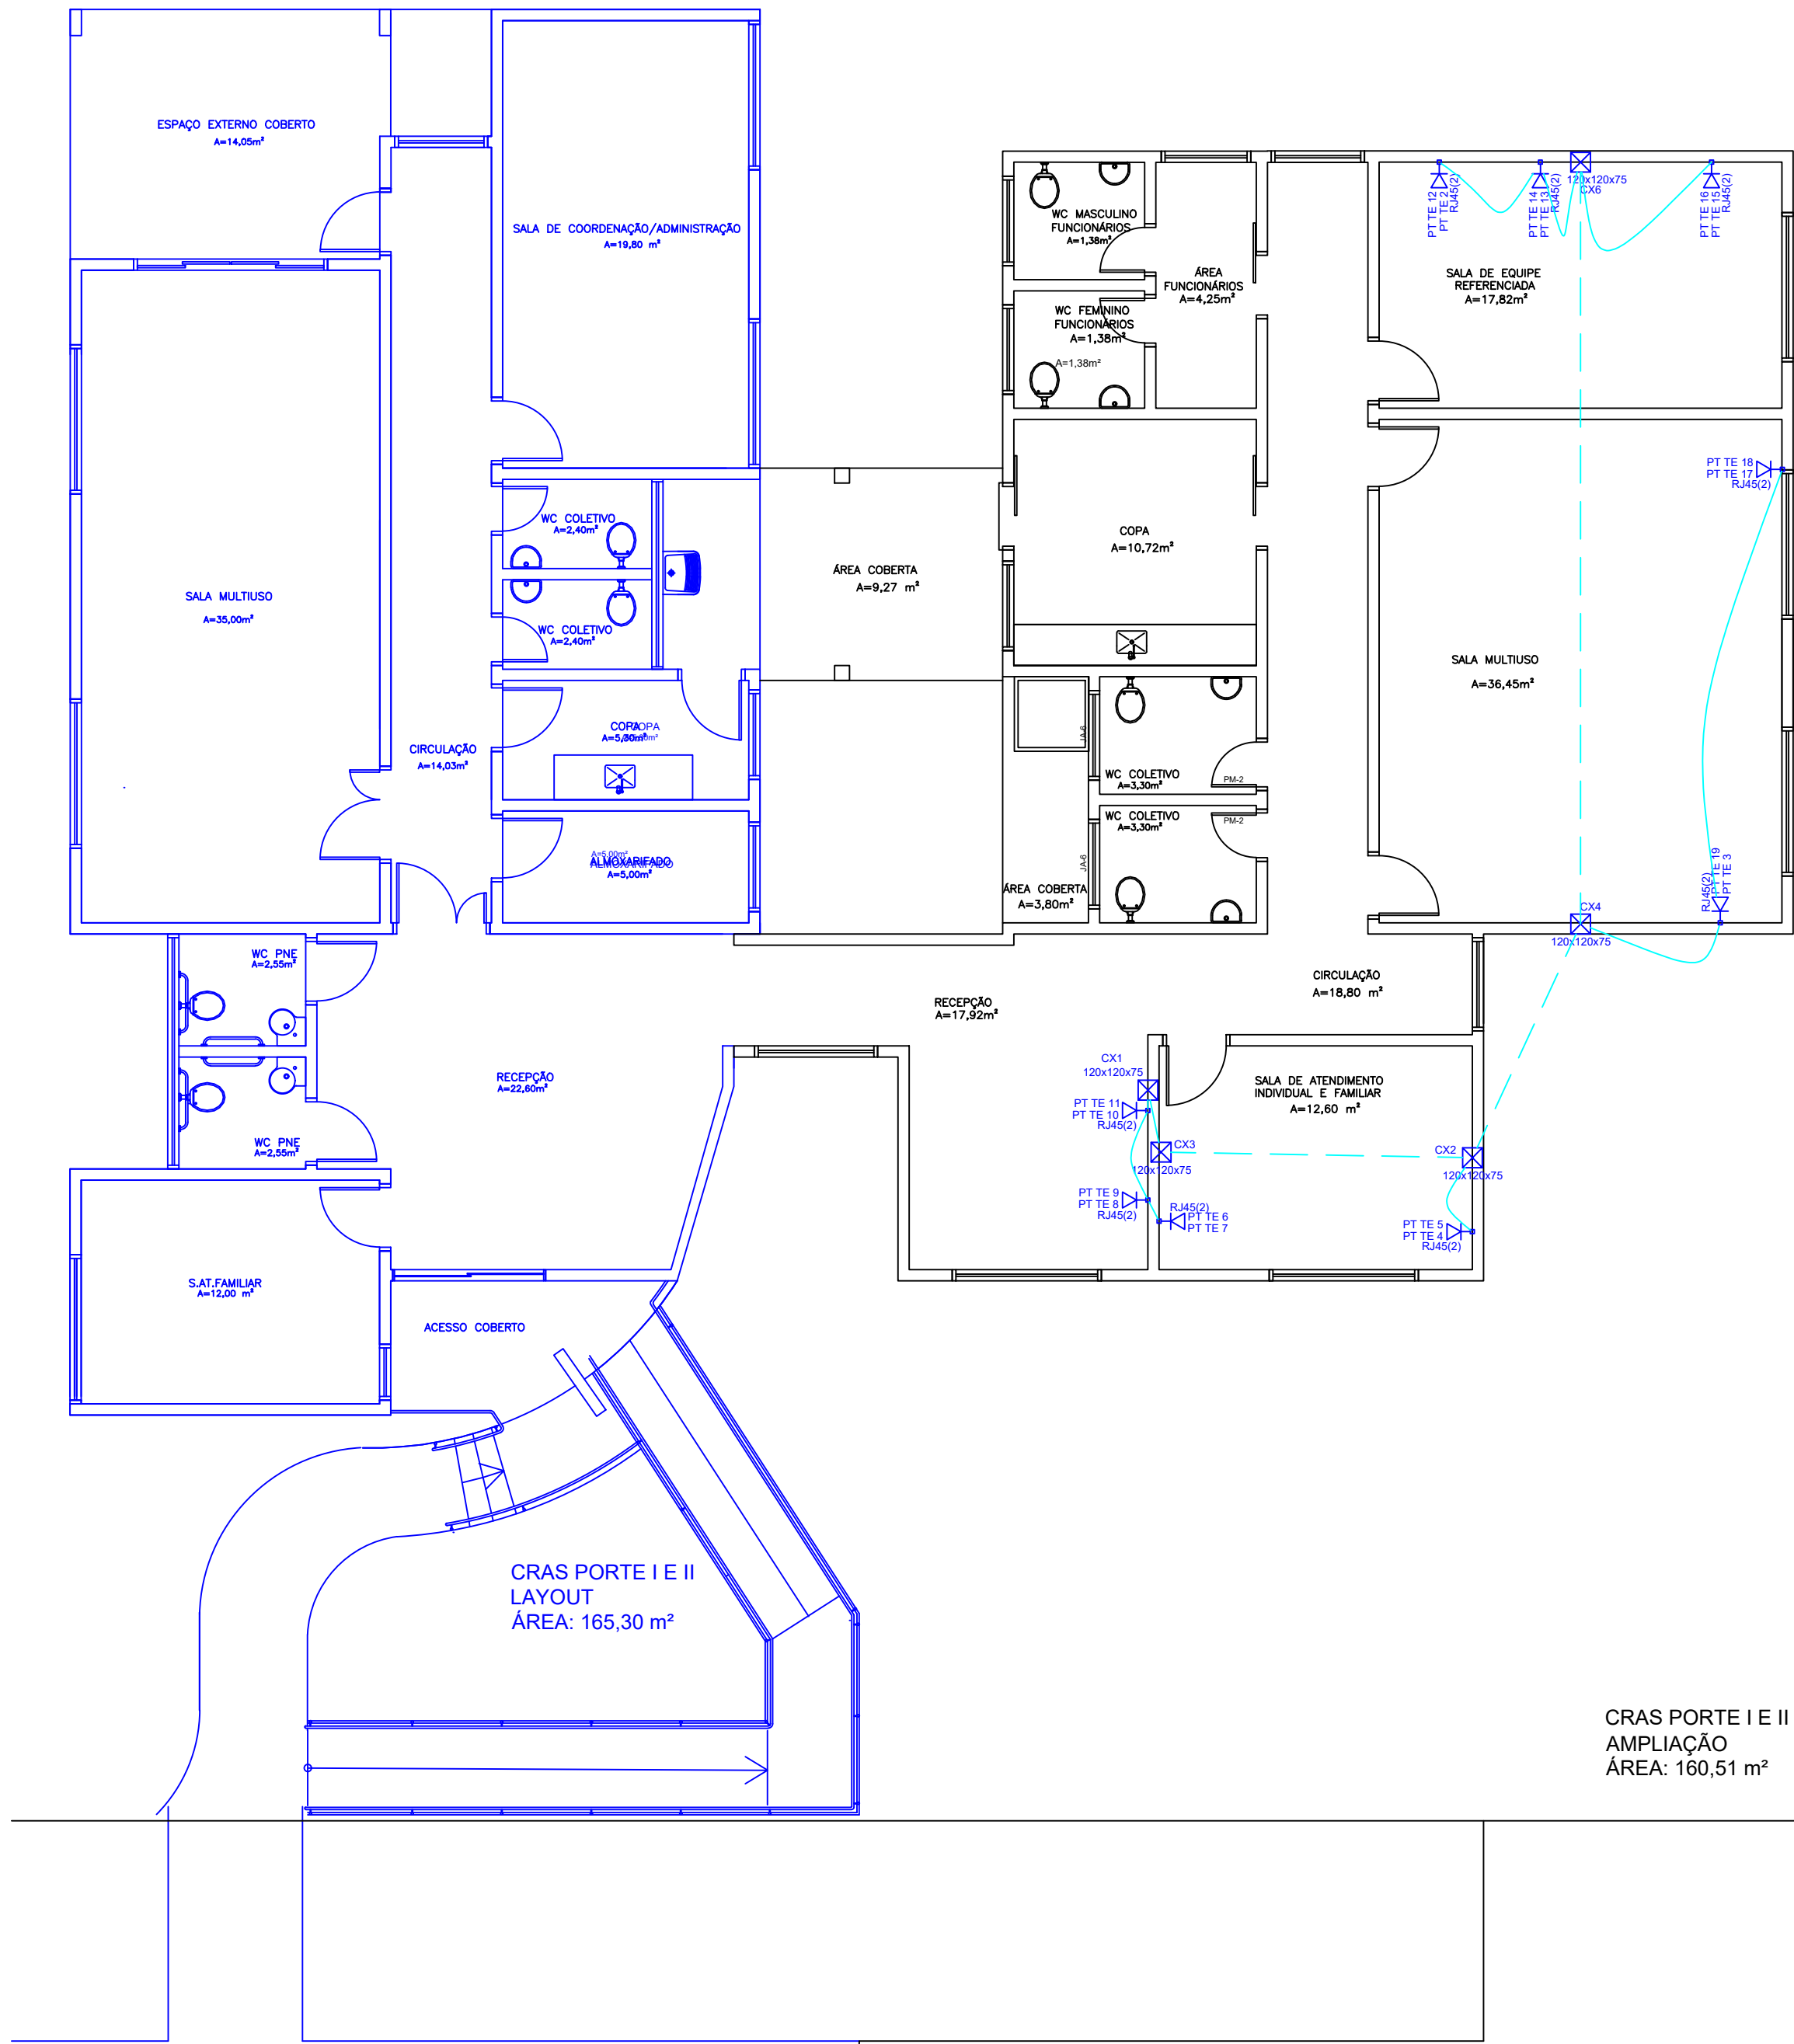 ESPAÇO EXTERNO COBERTO
A=14,05m²
SALA DE COORDENAÇÃO/ADMINISTRAÇÃO
A=19,80 m²
SALA MULTIUSO
A=35,00m²
WC COLETIVO
A=2,40m²
WC COLETIVO
A=2,40m²
COPA
COPA
A=5,30m²
CIRCULAÇÃO
A=14,03m²
A=5,00m²
ALMOXARIFADO
ALMOXARIFADO
A=5,00m²
WC PNE
A=2,55m²
WC PNE
A=2,55m²
RECEPÇÃO
A=22,60m²
S.AT.FAMILIAR
A=12,00 m²
ACESSO COBERTO
CRAS PORTE I E II
LAYOUT
ÁREA: 165,30 m²
WC MASCULINO
FUNCIONÁRIOS
A=1,38m²
WC FEMININO
FUNCIONÁRIOS
A=1,38m²
A=1,38m²
ÁREA
FUNCIONÁRIOS
A=4,25m²
COPA
A=10,72m²
ÁREA COBERTA
A=9,27 m²
JA-6
WC COLETIVO
A=3,30m²
PM-2
WC COLETIVO
A=3,30m²
PM-2
JA-6
ÁREA COBERTA
A=3,80m²
PT TE 12
PT TE 2
RJ45(2)
PT TE 14
PT TE 13
RJ45(2)
120x120x75
CX6
PT TE 16
PT TE 15
RJ45(2)
SALA DE EQUIPE
REFERENCIADA
A=17,82m²
PT TE 18
PT TE 17
RJ45(2)
SALA MULTIUSO
A=36,45m²
RJ45(2)
PT TE 19
PT TE 3
CX4
120x120x75
CIRCULAÇÃO
A=18,80 m²
RECEPÇÃO
A=17,92m²
CX1
120x120x75
PT TE 11
PT TE 10
RJ45(2)
SALA DE ATENDIMENTO
INDIVIDUAL E FAMILIAR
A=12,60 m²
CX3
120x120x75
CX2
120x120x75
PT TE 9
PT TE 8
RJ45(2)
RJ45(2)
PT TE 6
PT TE 7
PT TE 5
PT TE 4
RJ45(2)
CRAS PORTE I E II
AMPLIAÇÃO
ÁREA: 160,51 m²